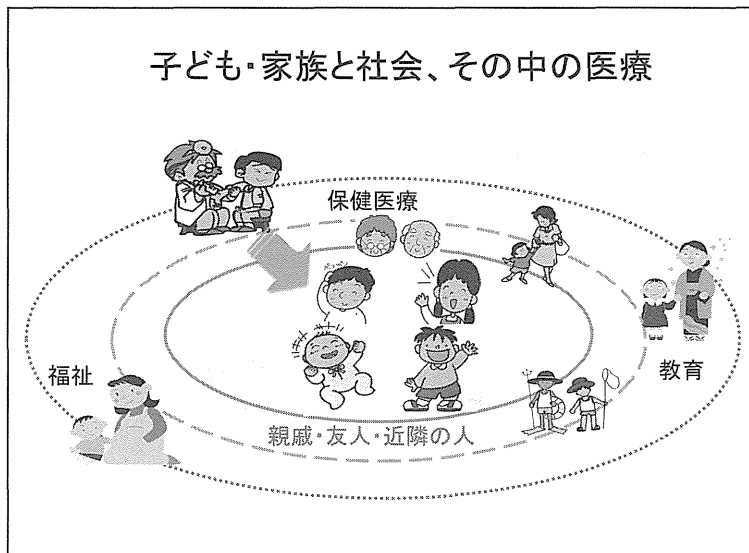 子ども・家族と社会、その中の医療
保健医療
福祉
教育
親戚・友人・近隣の人